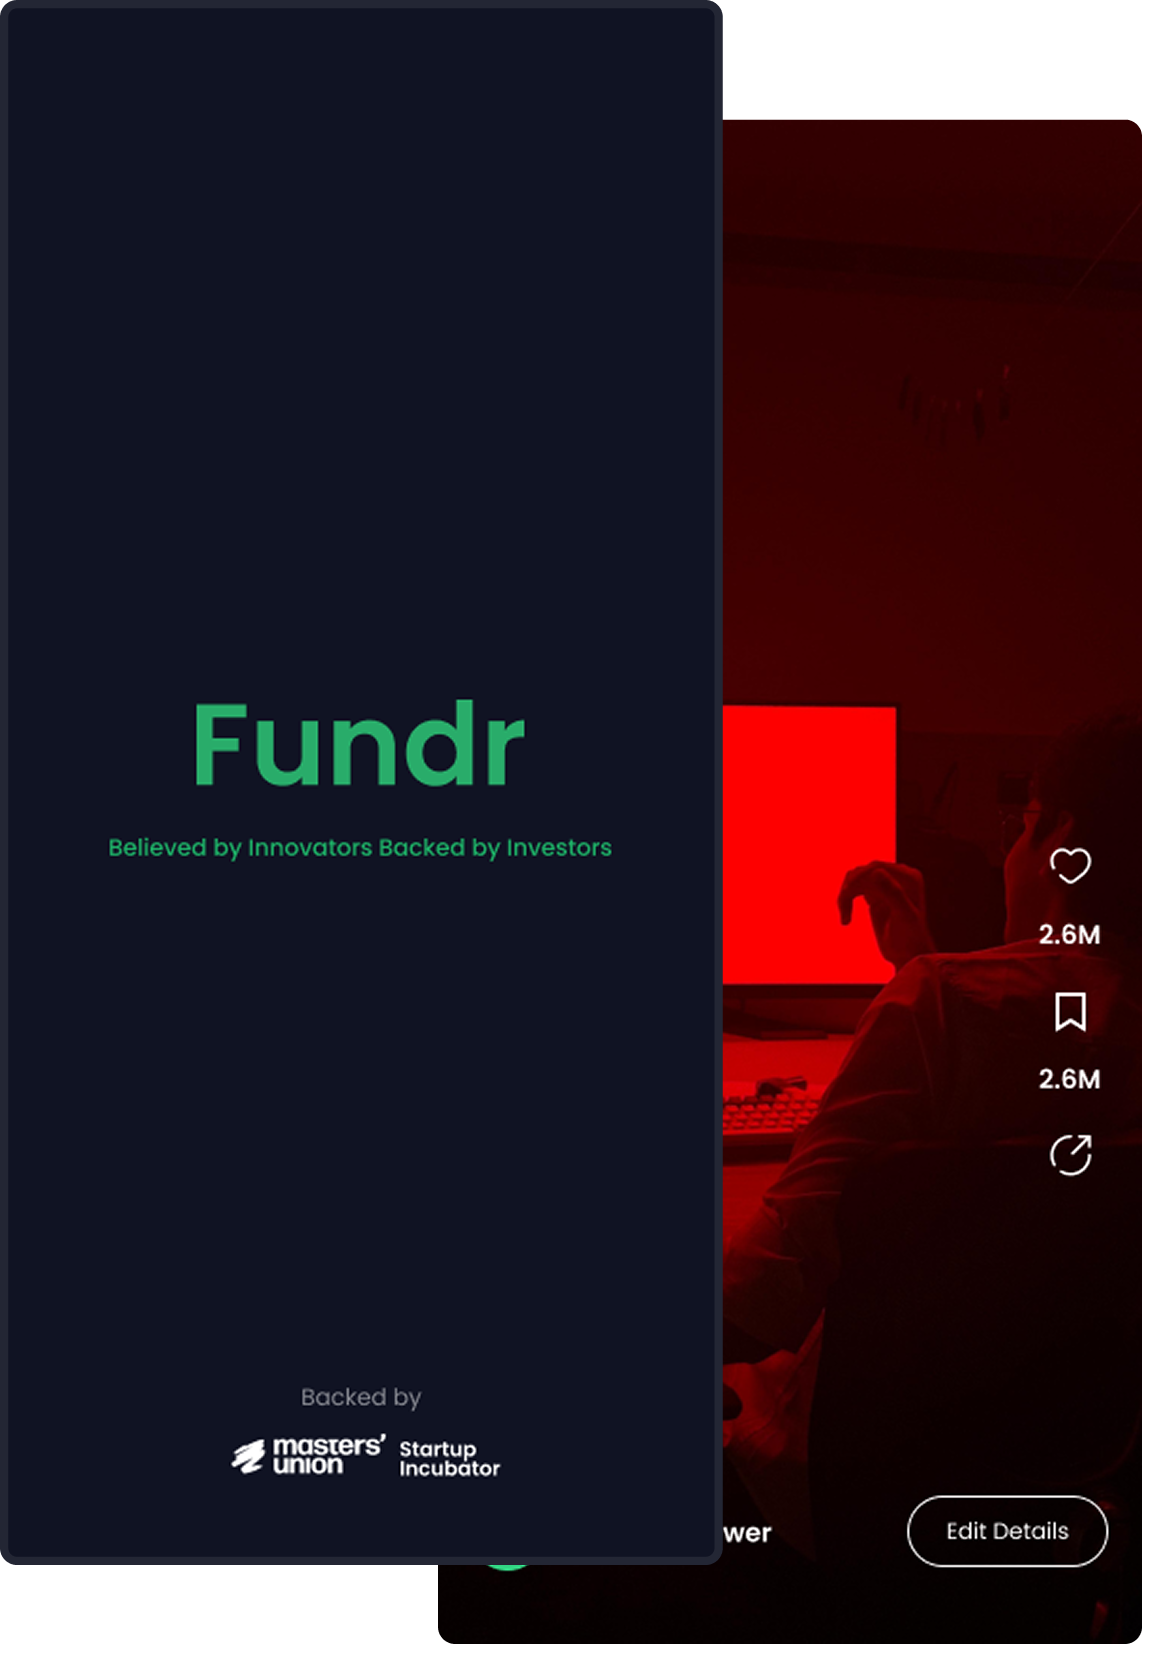 Fundr
Believed by Innovators Backed by Investors
Backed by
masters'
union
Startup
Incubator
2.6M
2.6M
wer
Edit Details